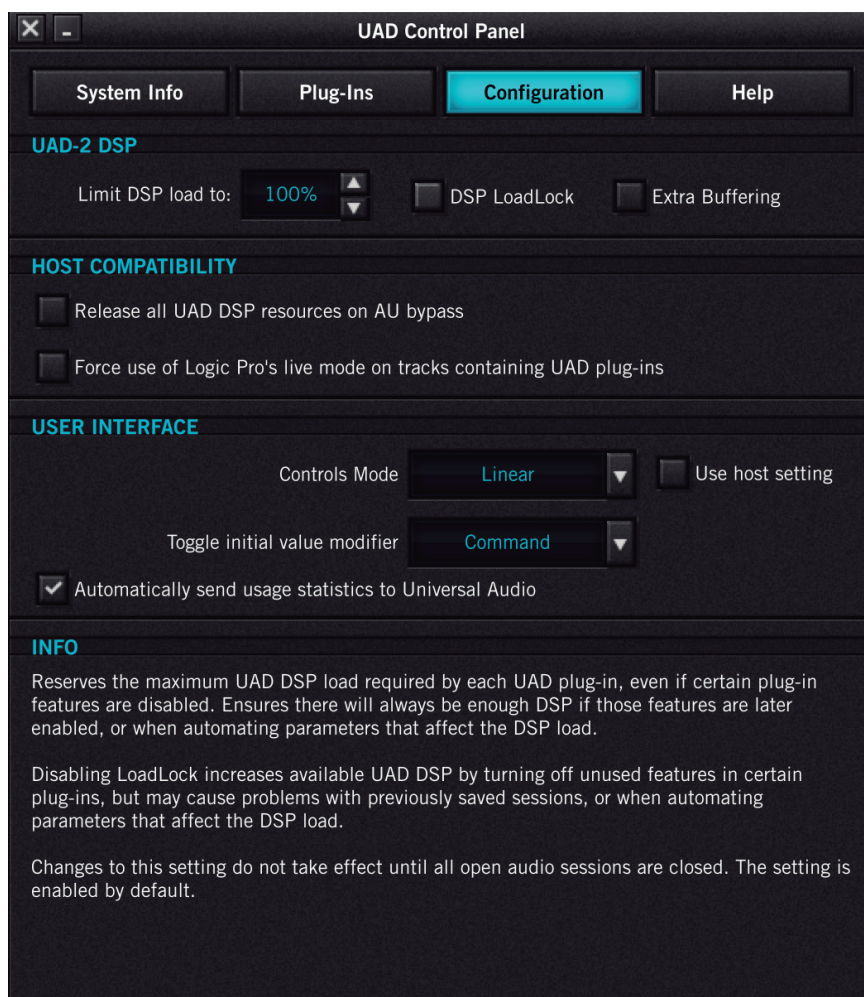 UAD Control Panel
System Info Plug-Ins Configuration Help
UAD-2 DSP
Limit DSP load to: 100% DSP LoadLock Extra Buffering
HOST COMPATIBILITY
Release all UAD DSP resources on AU bypass
Force use of Logic Pro's live mode on tracks containing UAD plug-ins
USER INTERFACE
Controls Mode Linear Use host setting
Toggle initial value modifier Command
Automatically send usage statistics to Universal Audio
INFO
Reserves the maximum UAD DSP load required by each UAD plug-in, even if certain plug-in
features are disabled. Ensures there will always be enough DSP if those features are later
enabled, or when automating parameters that affect the DSP load.
Disabling LoadLock increases available UAD DSP by turning off unused features in certain
plug-ins, but may cause problems with previously saved sessions, or when automating
parameters that affect the DSP load.
Changes to this setting do not take effect until all open audio sessions are closed. The setting is
enabled by default.